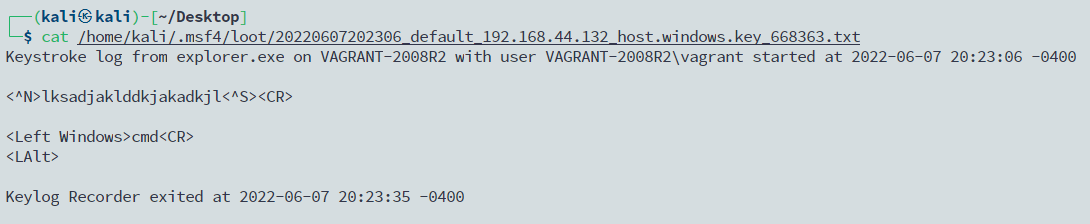 ┌──(kali㉿kali)-[~/Desktop]
└─$ cat /home/kali/.msf4/loot/20220607202306_default_192.168.44.132_host.windows.key_668363.txt
Keystroke log from explorer.exe on VAGRANT-2008R2 with user VAGRANT-2008R2\vagrant started at 2022-06-07 20:23:06 -0400
<^N>lksadjaklddkjakadkjl<^S><CR>
<Left Windows>cmd<CR>
<LAlt>
Keylog Recorder exited at 2022-06-07 20:23:35 -0400